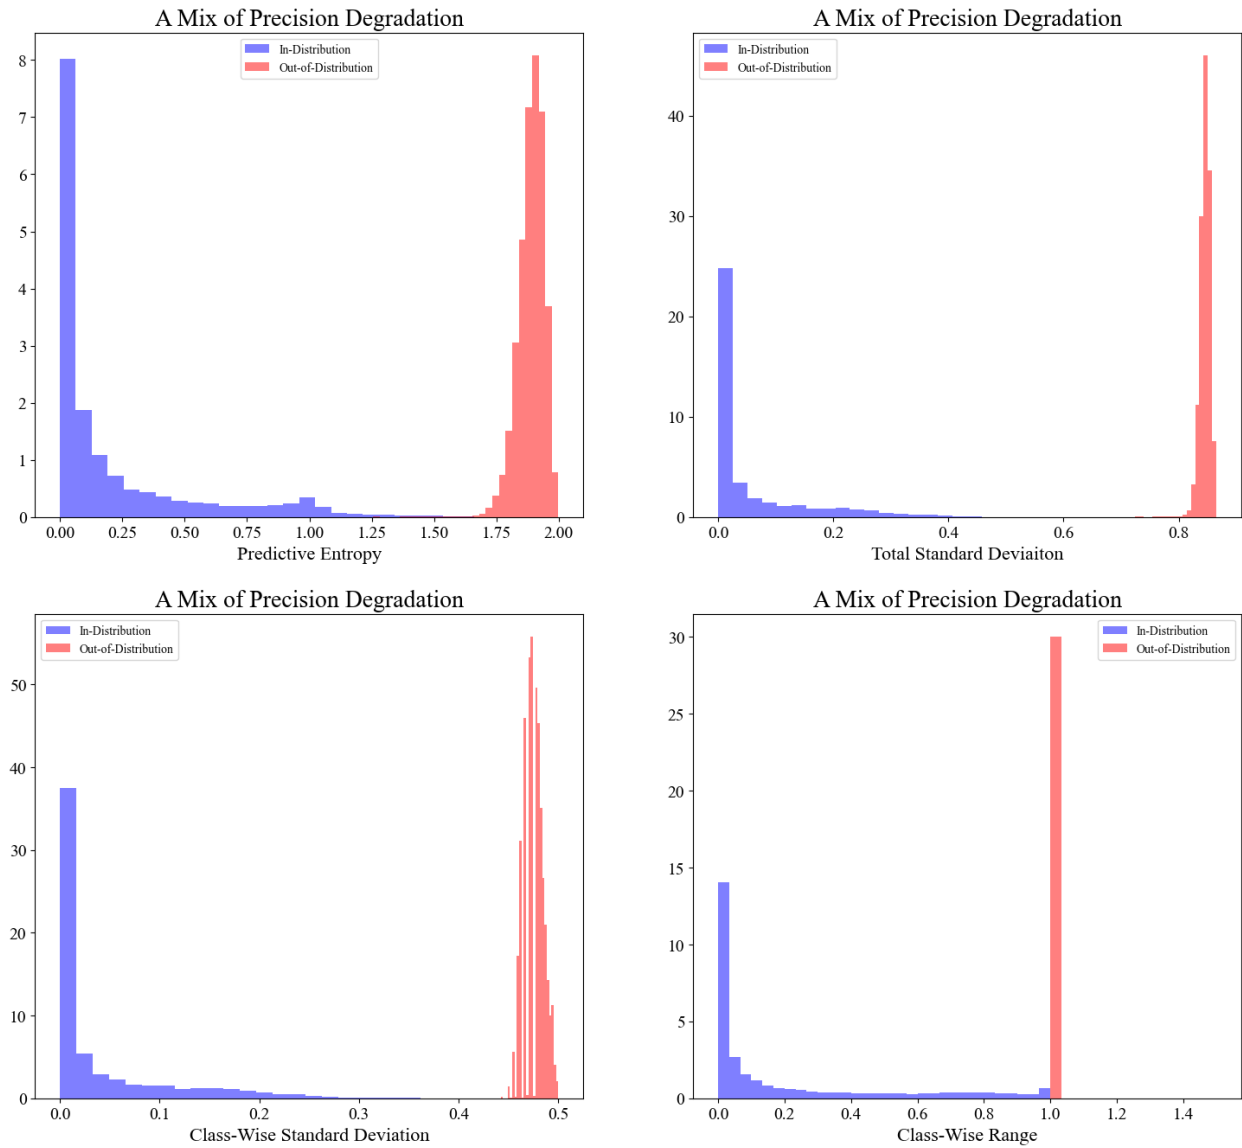 A Mix of Precision Degradation
In-Distribution
Out-of-Distribution
8
7
6
5
4
3
2
1
0
0.00 0.25 0.50 0.75 1.00 1.25 1.50 1.75 2.00
Predictive Entropy
A Mix of Precision Degradation
In-Distribution
Out-of-Distribution
40
30
20
10
0
0.0 0.2 0.4 0.6 0.8
Total Standard Deviaiton
A Mix of Precision Degradation
In-Distribution
Out-of-Distribution
50
40
30
20
10
0
0.0 0.1 0.2 0.3 0.4 0.5
Class-Wise Standard Deviation
A Mix of Precision Degradation
In-Distribution
Out-of-Distribution
30
25
20
15
10
5
0
0.0 0.2 0.4 0.6 0.8 1.0 1.2 1.4
Class-Wise Range